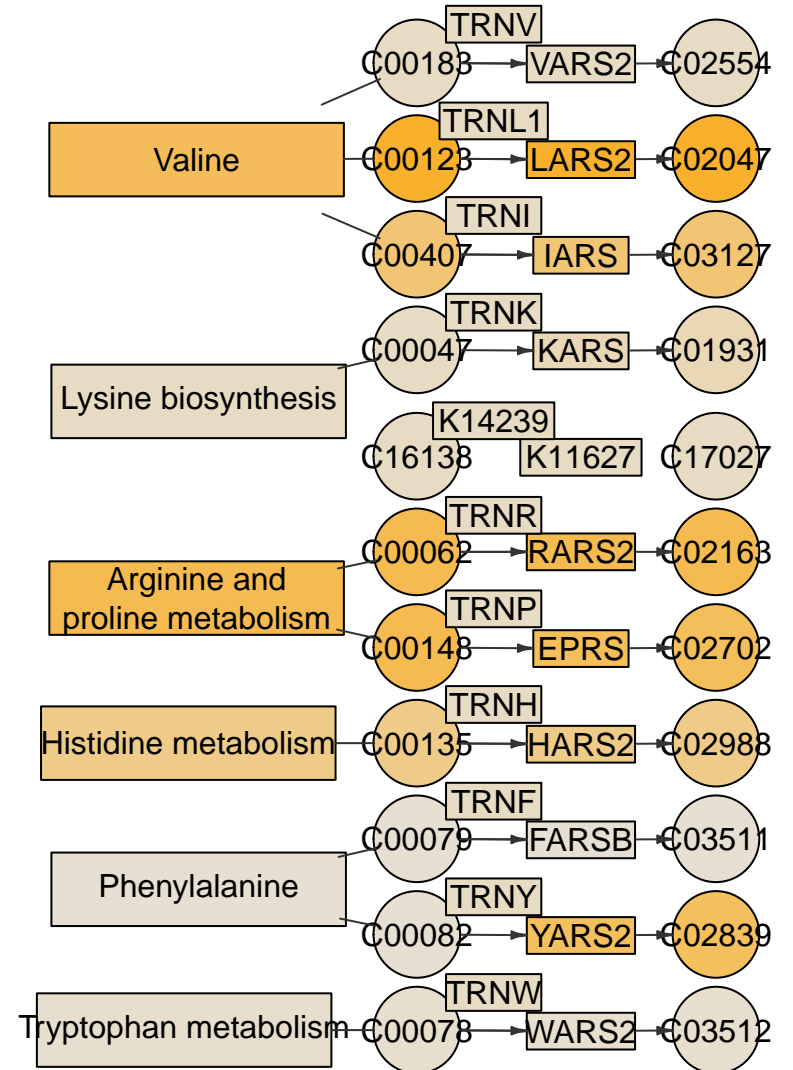 TRNV
C00183
VARS2
C02554
TRNL1
Valine
C00123
LARS2
C02047
TRNI
C00407
IARS
C03127
TRNK
C00047
KARS
C01931
Lysine biosynthesis
K14239
C16138
K11627
C17027
TRNR
C00062
RARS2
C02163
Arginine and
proline metabolism
TRNP
C00148
EPRS
C02702
TRNH
Histidine metabolism
C00135
HARS2
C02988
TRNF
C00079
FARSB
C03511
Phenylalanine
TRNY
C00082
YARS2
C02839
TRNW
Tryptophan metabolism
C00078
WARS2
C03512